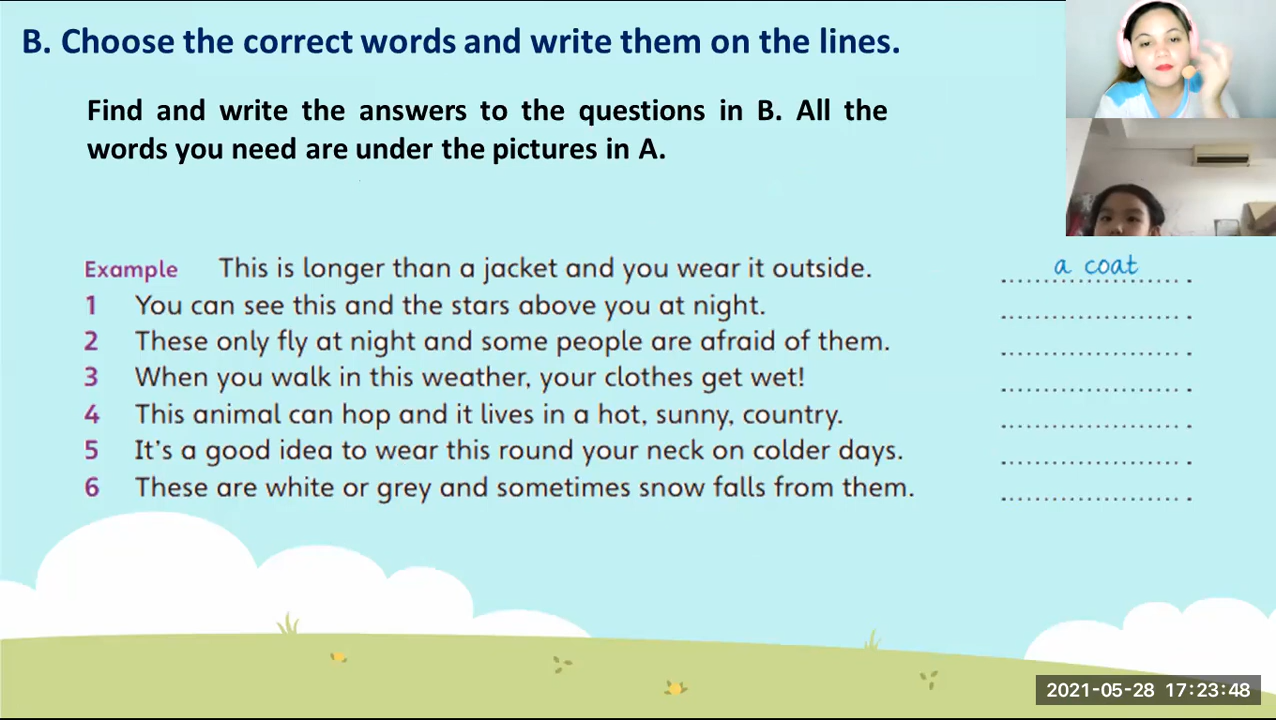 B. Choose the correct words and write them on the lines.
Find and write the answers to the questions in B. All the
words you need are under the pictures in A.
Example This is longer than a jacket and you wear it outside. a coat
1 You can see this and the stars above you at night. ....................
2 These only fly at night and some people are afraid of them. ....................
3 When you walk in this weather, your clothes get wet! ....................
4 This animal can hop and it lives in a hot, sunny, country. ....................
5 It's a good idea to wear this round your neck on colder days. ....................
6 These are white or grey and sometimes snow falls from them. ....................
2021-05-28 17:23:48